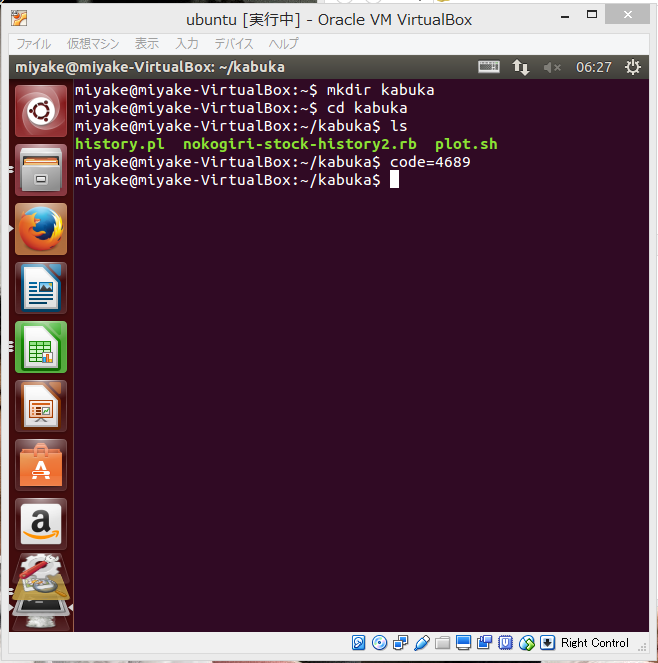 ubuntu [実行中] - Oracle VM VirtualBox
ファイル 仮想マシン 表示 入力 デバイス ヘルプ
miyake@miyake-VirtualBox: ~/kabuka 06:27
miyake@miyake-VirtualBox:~$ mkdir kabuka
miyake@miyake-VirtualBox:~$ cd kabuka
miyake@miyake-VirtualBox:~/kabuka$ ls
history.pl nokogiri-stock-history2.rb plot.sh
miyake@miyake-VirtualBox:~/kabuka$ code=4689
miyake@miyake-VirtualBox:~/kabuka$
Right Control